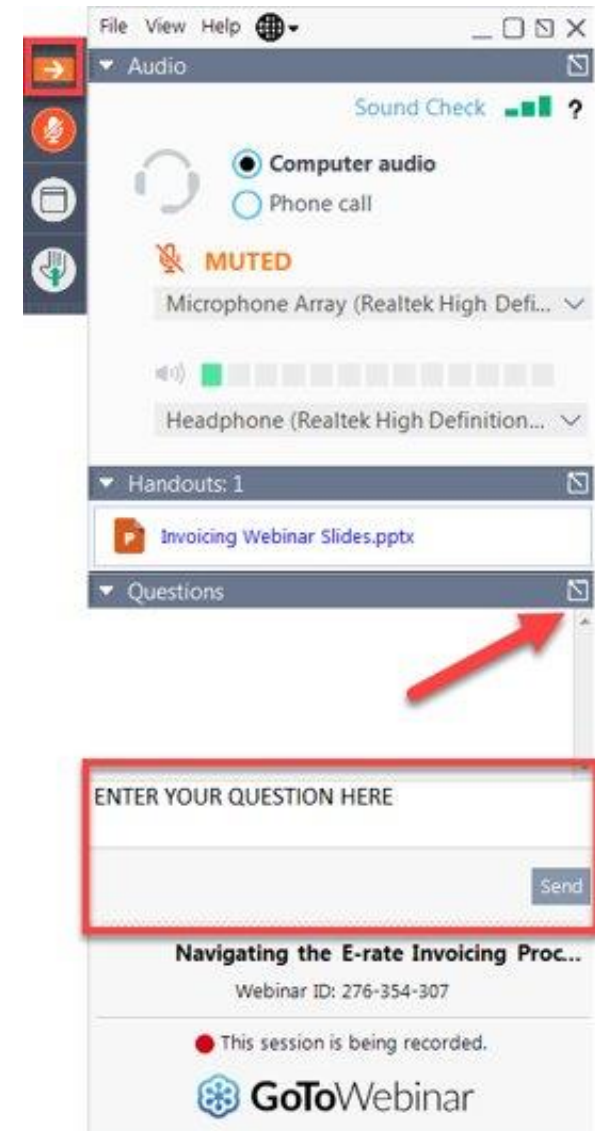 File View Help
Audio
Sound Check ?
Computer audio
Phone call
MUTED
Microphone Array (Realtek High Defi...
Headphone (Realtek High Definition...
Handouts: 1
Invoicing Webinar Slides.pptx
Questions
ENTER YOUR QUESTION HERE
Send
Navigating the E-rate Invoicing Proc...
Webinar ID: 276-354-307
This session is being recorded.
GoToWebinar